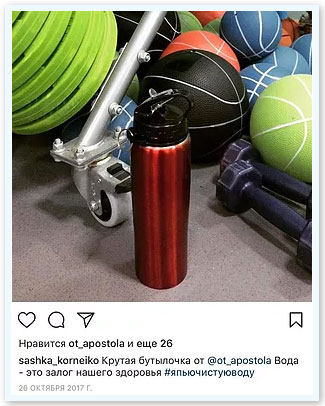 Нравится ot_apostola и еще 26
sashka_korneiko Крутая бутылочка от @ot_apostola Вода
- это залог нашего здоровья #япьючистуюводу
26 ОКТЯБРЯ 2017 Г.